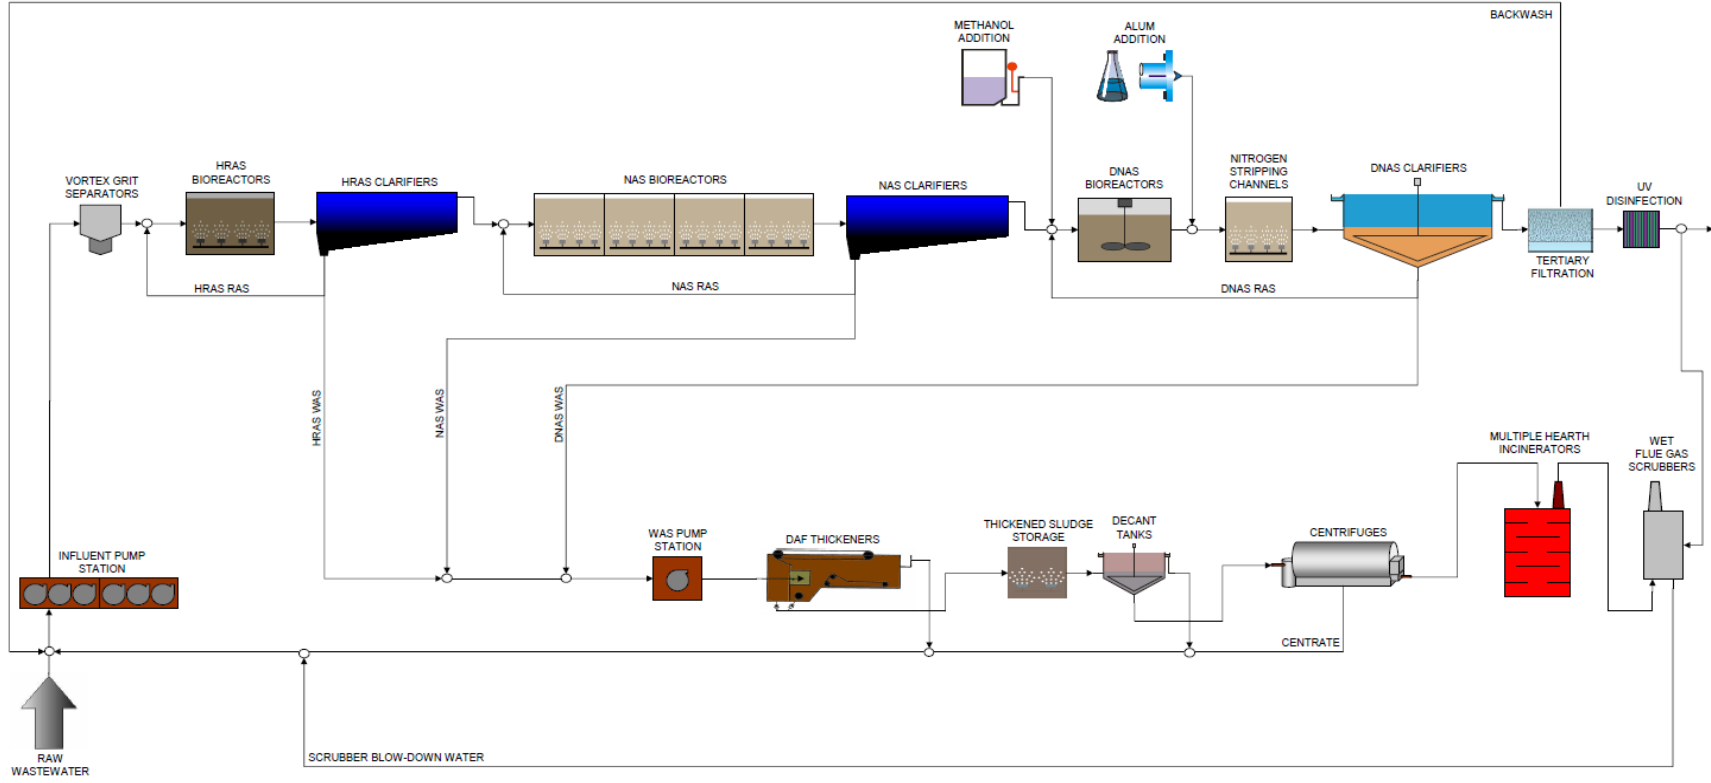 BACKWASH
METHANOL
ADDITION
ALUM
ADDITION
VORTEX GRIT
SEPARATORS
HRAS
BIOREACTORS
HRAS CLARIFIERS
NAS BIOREACTORS
NAS CLARIFIERS
DNAS
BIOREACTORS
NITROGEN
STRIPPING
CHANNELS
DNAS CLARIFIERS
UV
DISINFECTION
TERTIARY
FILTRATION
HRAS RAS
NAS RAS
DNAS RAS
HRAS WAS
NAS WAS
DNAS WAS
MULTIPLE HEARTH
INCINERATORS
WET
FLUE GAS
SCRUBBERS
INFLUENT PUMP
STATION
WAS PUMP
STATION
DAF THICKENERS
THICKENED SLUDGE
STORAGE
DECANT
TANKS
CENTRIFUGES
CENTRATE
SCRUBBER BLOW-DOWN WATER
RAW
WASTEWATER